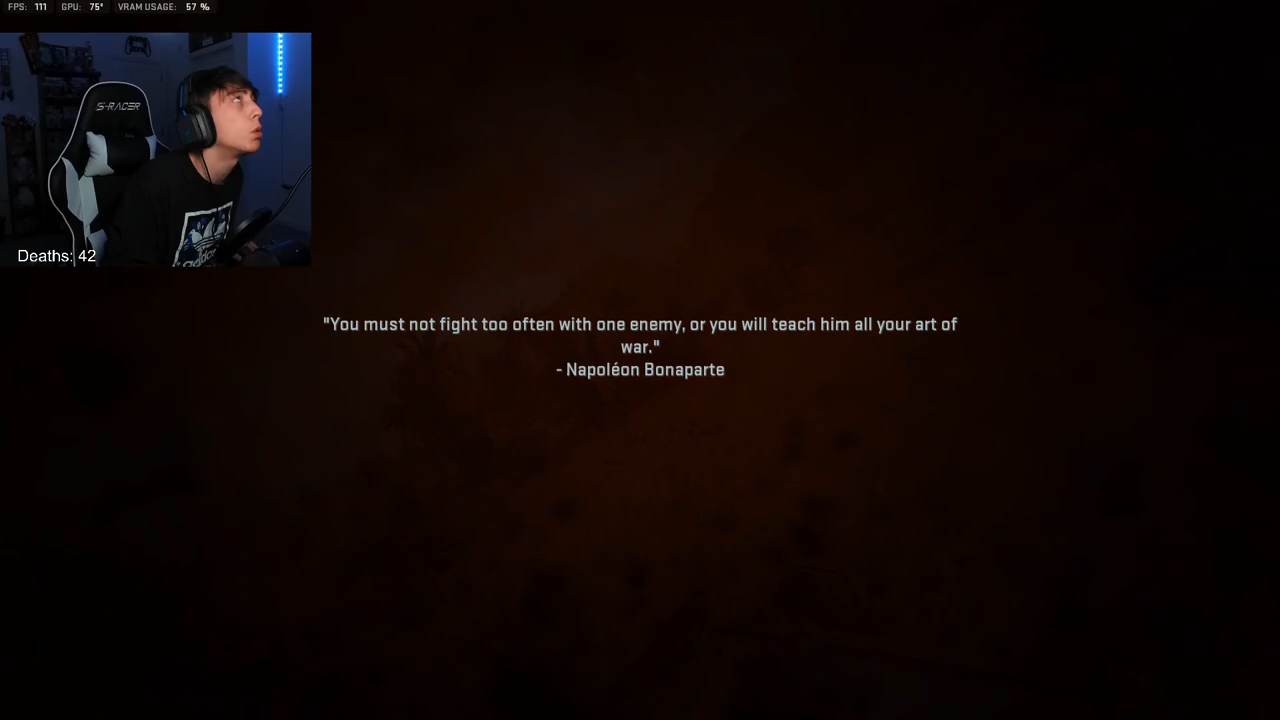 FPS: 111 GPU: 75° VRAM USAGE: 57 %
S-RACER
adidas
Deaths: 42
"You must not fight too often with one enemy, or you will teach him all your art of
war."
- Napoléon Bonaparte